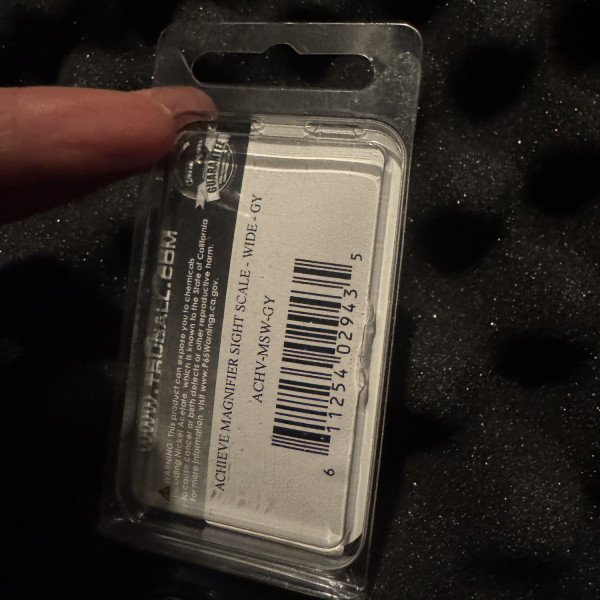 GUARANTEE
WWW.TRUBALL.COM
WARNING: This product can expose you to chemicals
including Nickel Acetate, which is known to the State of California
to cause cancer or birth defects or other reproductive harm.
For more information, visit www.P65Warnings.ca.gov.
ACHIEVE MAGNIFIER SIGHT SCALE - WIDE - GY
ACHV-MSW-GY
6 11254 02943 5